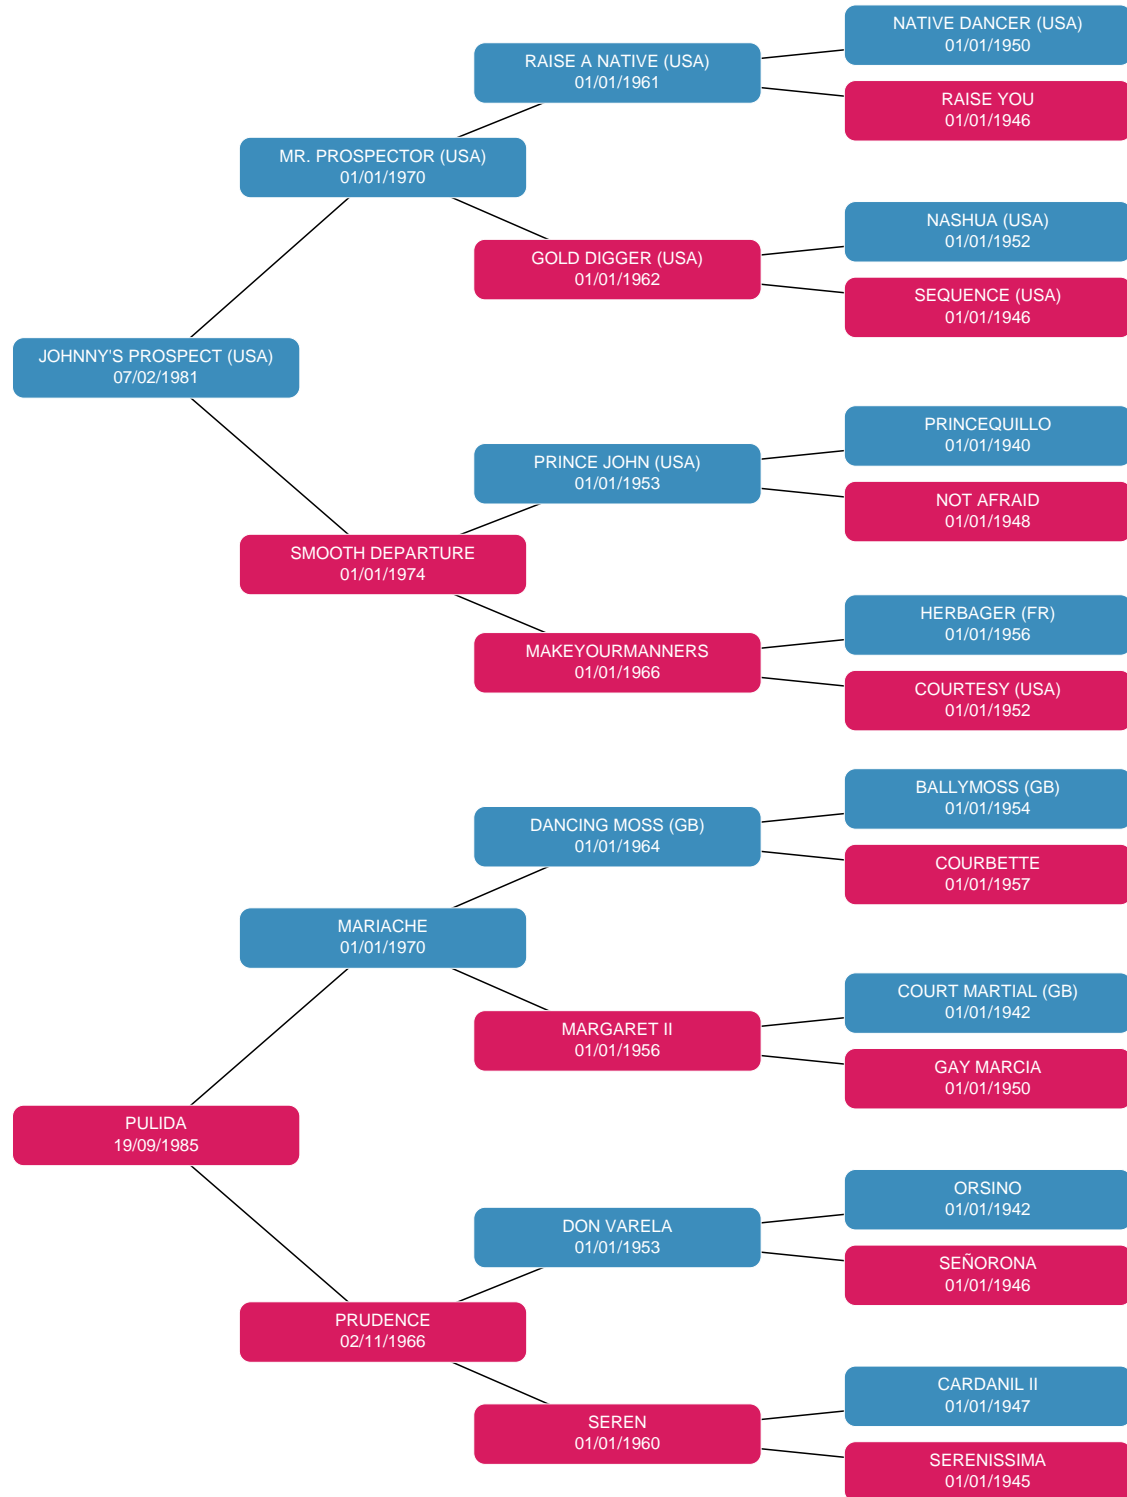 NATIVE DANCER (USA)
01/01/1950
RAISE A NATIVE (USA)
01/01/1961
RAISE YOU
01/01/1946
MR. PROSPECTOR (USA)
01/01/1970
NASHUA (USA)
01/01/1952
GOLD DIGGER (USA)
01/01/1962
SEQUENCE (USA)
01/01/1946
JOHNNY'S PROSPECT (USA)
07/02/1981
PRINCEQUILLO
01/01/1940
PRINCE JOHN (USA)
01/01/1953
NOT AFRAID
01/01/1948
SMOOTH DEPARTURE
01/01/1974
HERBAGER (FR)
01/01/1956
MAKEYOURMANNERS
01/01/1966
COURTESY (USA)
01/01/1952
BALLYMOSS (GB)
01/01/1954
DANCING MOSS (GB)
01/01/1964
COURBETTE
01/01/1957
MARIACHE
01/01/1970
COURT MARTIAL (GB)
01/01/1942
MARGARET II
01/01/1956
GAY MARCIA
01/01/1950
PULIDA
19/09/1985
ORSINO
01/01/1942
DON VARELA
01/01/1953
SEÑORONA
01/01/1946
PRUDENCE
02/11/1966
CARDANIL II
01/01/1947
SEREN
01/01/1960
SERENISSIMA
01/01/1945